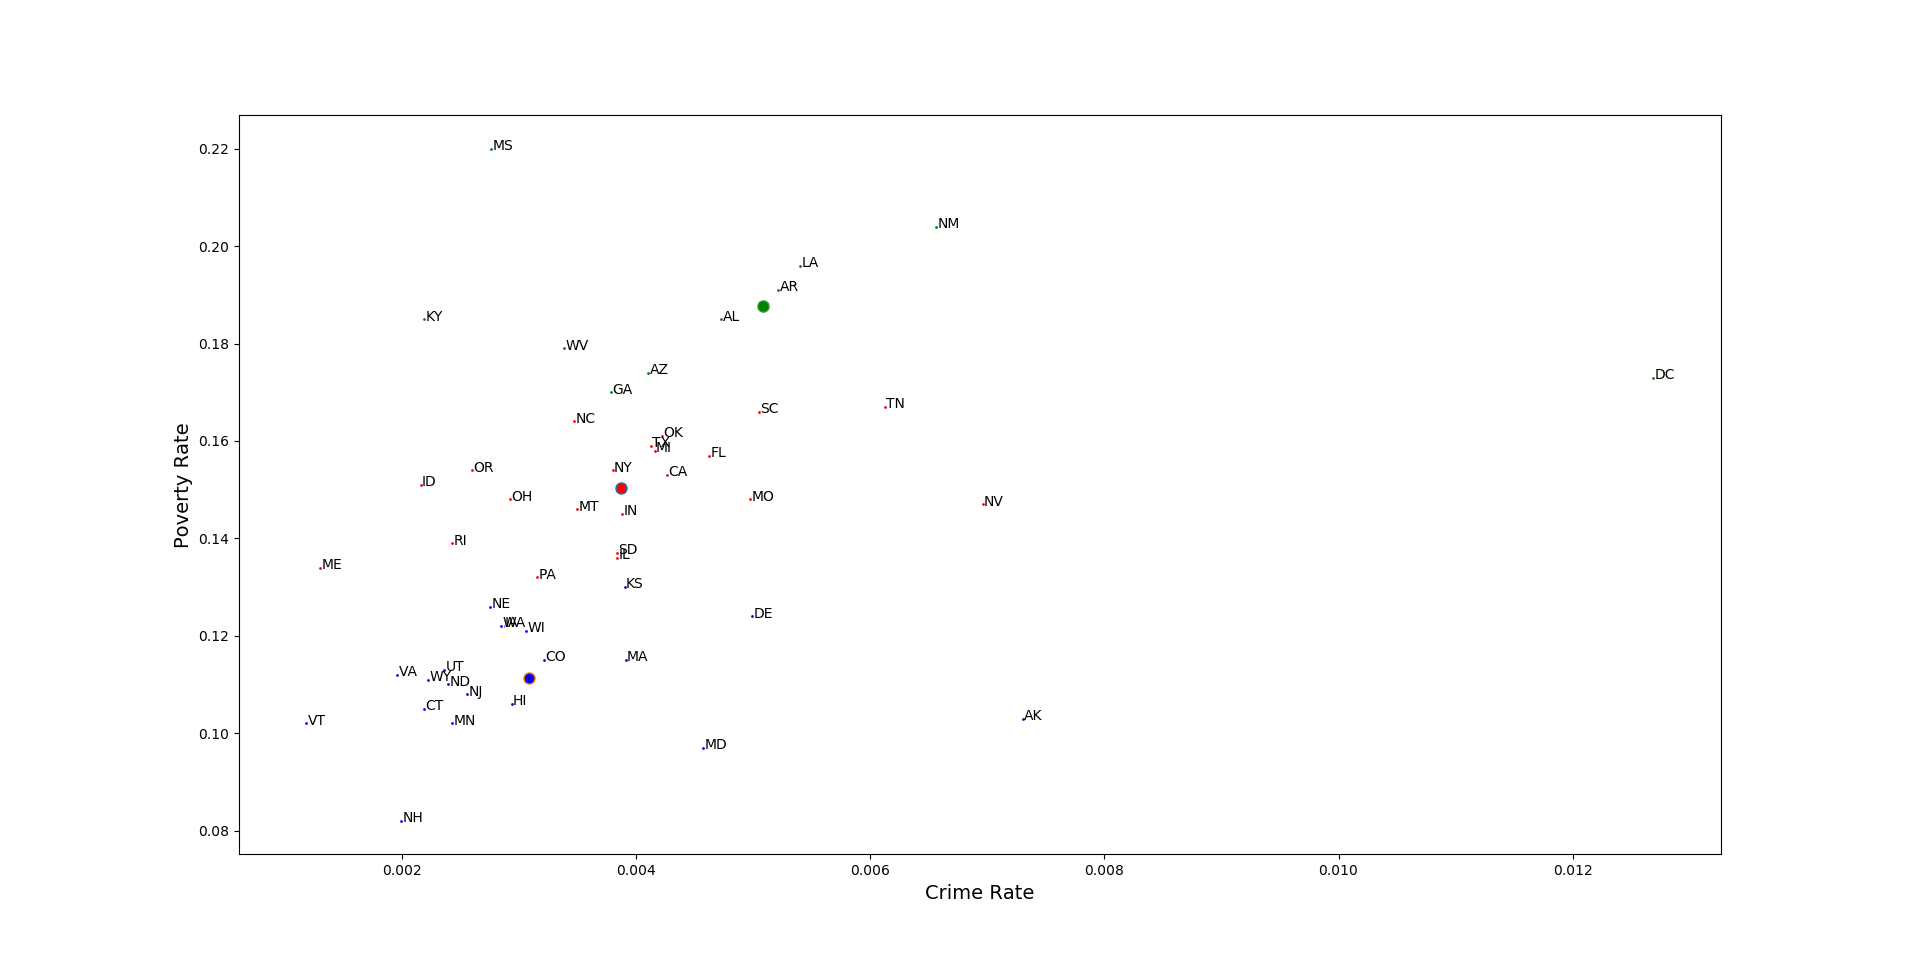 MS
0.22
NM
0.20
LA
AR
KY
AL
0.18
WV
AZ
DC
GA
TN
SC
NC
OK
0.16
TX
MI
FL
OR
NY
CA
ID
OH
MO
NV
MT
IN
RI
0.14
SD
IL
ME
PA
KS
NE
DE
WA
WI
0.12
CO
MA
UT
VA
WY
ND
NJ
HI
CT
AK
VT
MN
0.10
MD
NH
0.08
Poverty Rate
0.002 0.004 0.006 0.008 0.010 0.012
Crime Rate